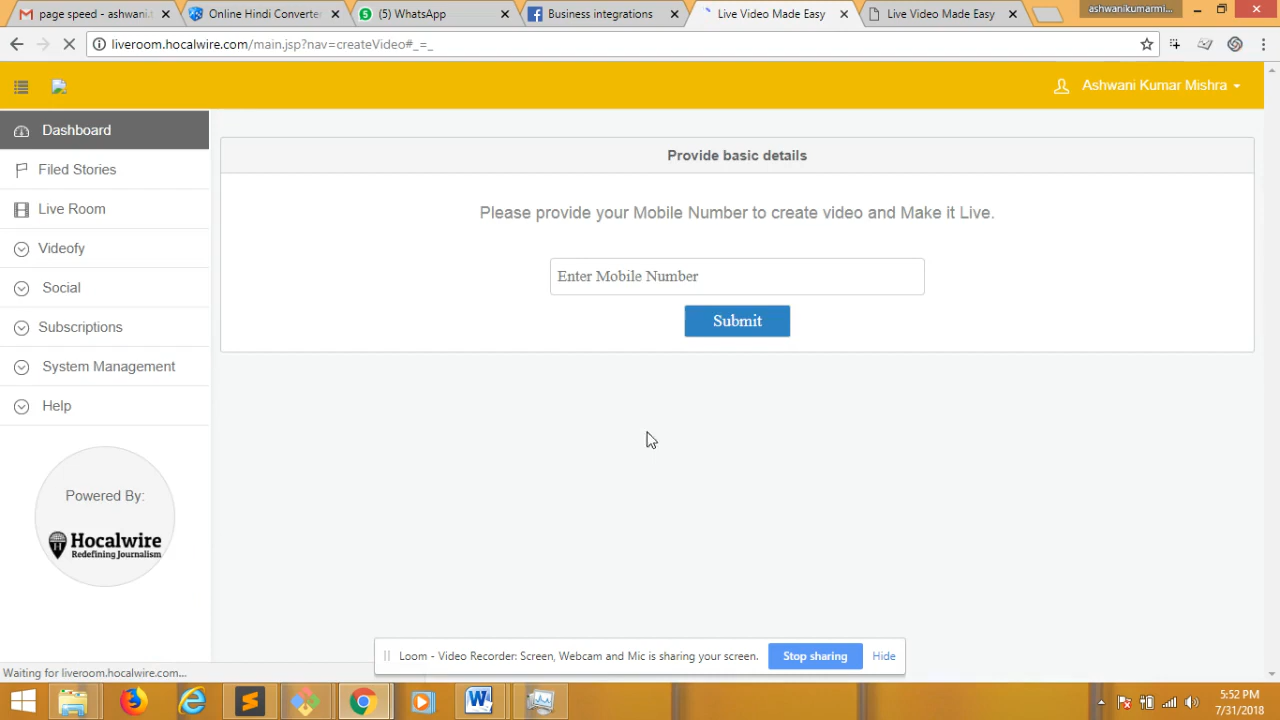 page speed - ashwani.
Online Hindi Converter
(5) WhatsApp
Business integrations
Live Video Made Easy
Live Video Made Easy
ashwanikumarmi...
liveroom.hocalwire.com/main.jsp?nav=createVideo#_=_
Ashwani Kumar Mishra
Dashboard
Filed Stories
Live Room
Videofy
Social
Subscriptions
System Management
Help
Powered By:
Hocalwire
Redefining Journalism
Provide basic details
Please provide your Mobile Number to create video and Make it Live.
Enter Mobile Number
Submit
Loom - Video Recorder: Screen, Webcam and Mic is sharing your screen.
Stop sharing
Hide
Waiting for liveroom.hocalwire.com...
5:52 PM
7/31/2018